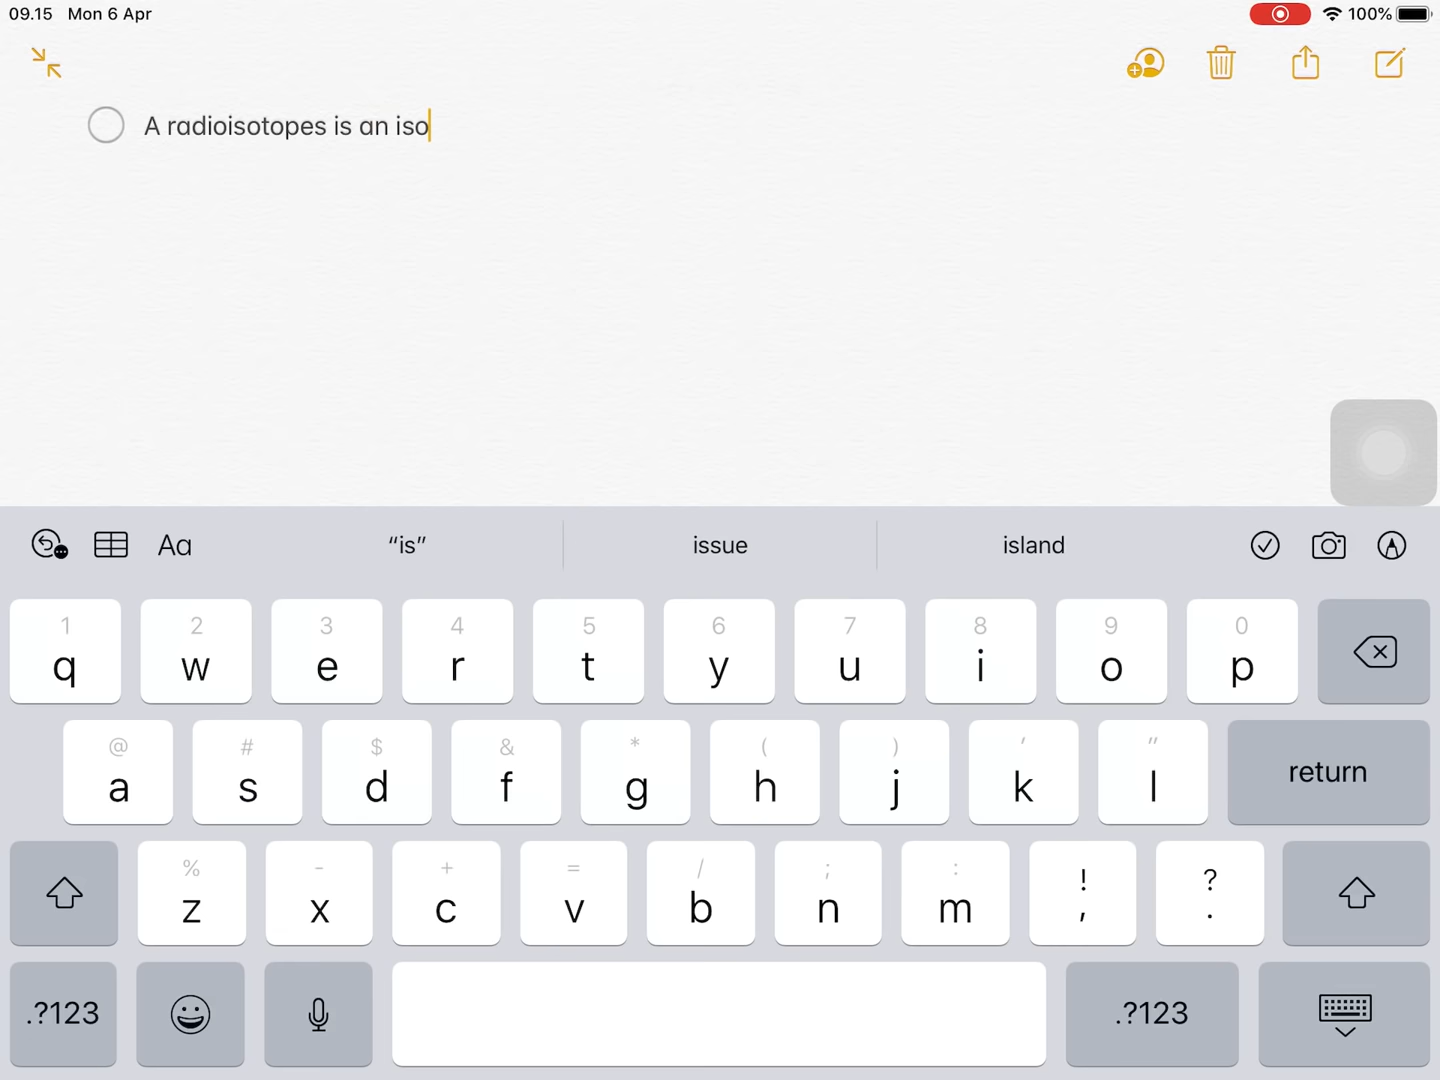 09.15 Mon 6 Apr 100%
A radioisotopes is an iso
Aa “is” issue island
1 2 3 4 5 6 7 8 9 0
q w e r t y u i o p
@ # $ & * ( ) ' "
a s d f g h j k l return
% - + = / ; : ! ?
z x c v b n m , .
.?123 .?123